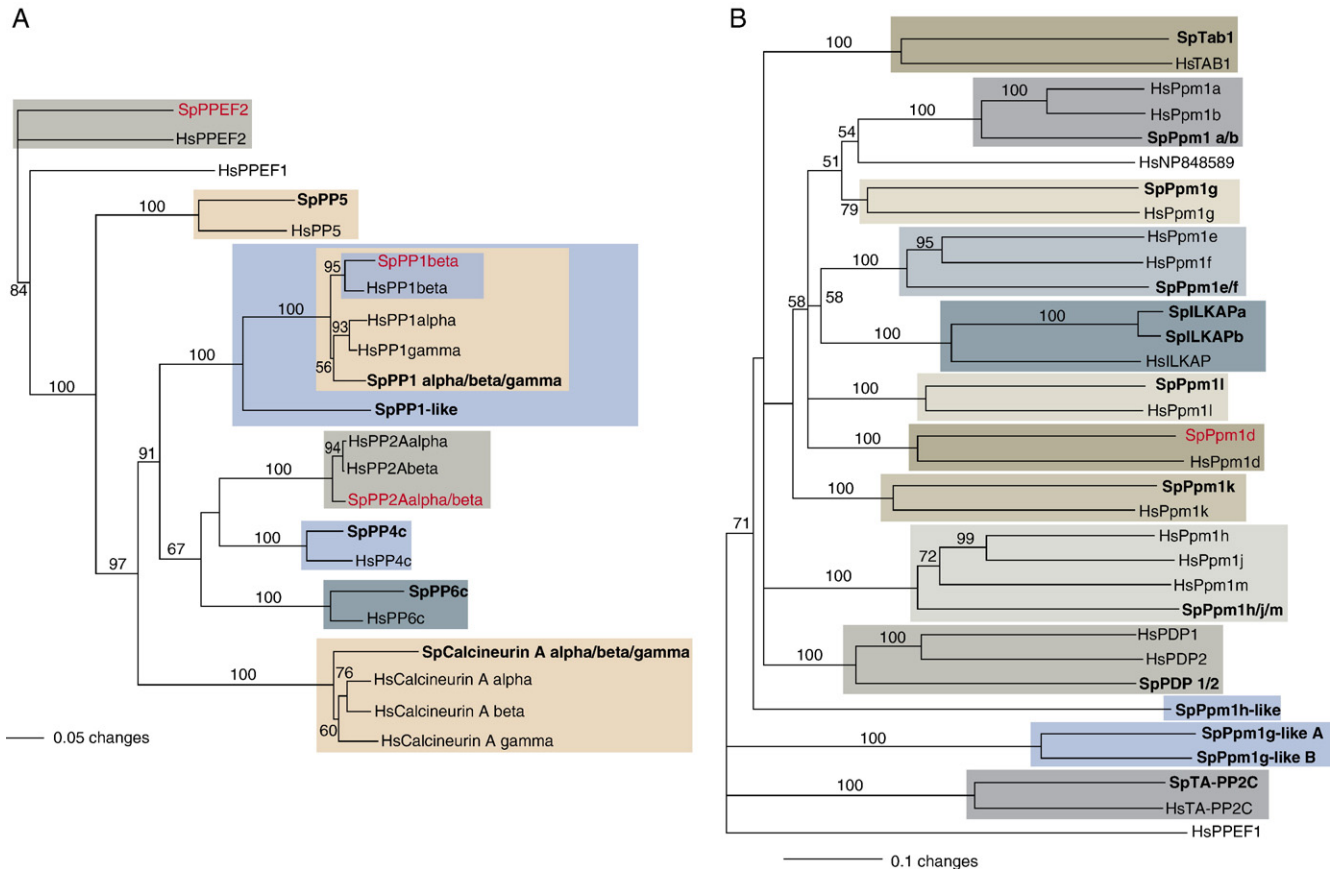 A
SpPPEF2
HsPPEF2
HsPPEF1
84
100
SpPP5
HsPP5
100
95
SpPP1beta
HsPP1beta
100
93
HsPP1alpha
HsPP1gamma
56
SpPP1 alpha/beta/gamma
100
SpPP1-like
91
94
HsPP2Aalpha
HsPP2Abeta
100
SpPP2Aalpha/beta
SpPP4c
100
HsPP4c
67
97
SpPP6c
100
HsPP6c
SpCalcineurin A alpha/beta/gamma
100
76
HsCalcineurin A alpha
HsCalcineurin A beta
60
HsCalcineurin A gamma
0.05 changes
B
100
SpTab1
HsTAB1
100
HsPpm1a
HsPpm1b
100
SpPpm1 a/b
54
HsNP848589
51
SpPpm1g
79
HsPpm1g
95
HsPpm1e
HsPpm1f
100
SpPpm1e/f
58
58
100
SpILKAPa
SpILKAPb
100
HsILKAP
100
SpPpm1l
HsPpm1l
100
SpPpm1d
HsPpm1d
100
SpPpm1k
HsPpm1k
71
99
HsPpm1h
HsPpm1j
72
HsPpm1m
100
SpPpm1h/j/m
100
HsPDP1
HsPDP2
100
SpPDP 1/2
SpPpm1h-like
100
SpPpm1g-like A
SpPpm1g-like B
100
SpTA-PP2C
HsTA-PP2C
HsPPEF1
0.1 changes